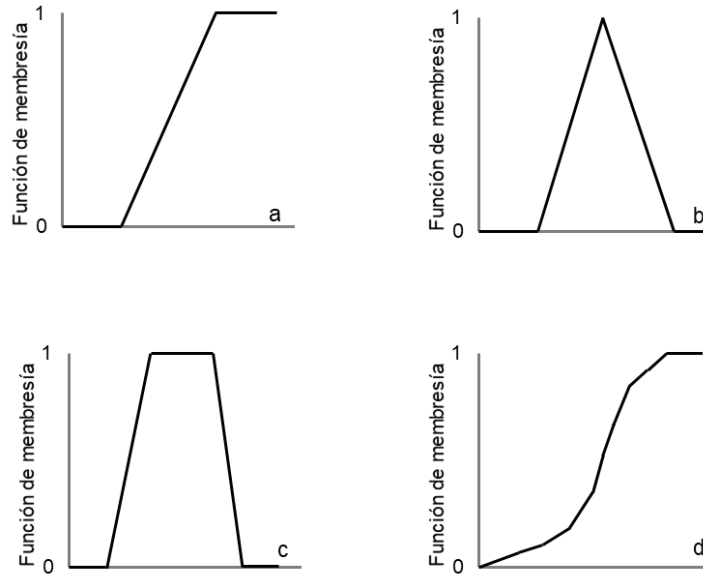 1
Función de membresía
0
a
1
Función de membresía
0
b
1
Función de membresía
0
c
1
Función de membresía
0
d